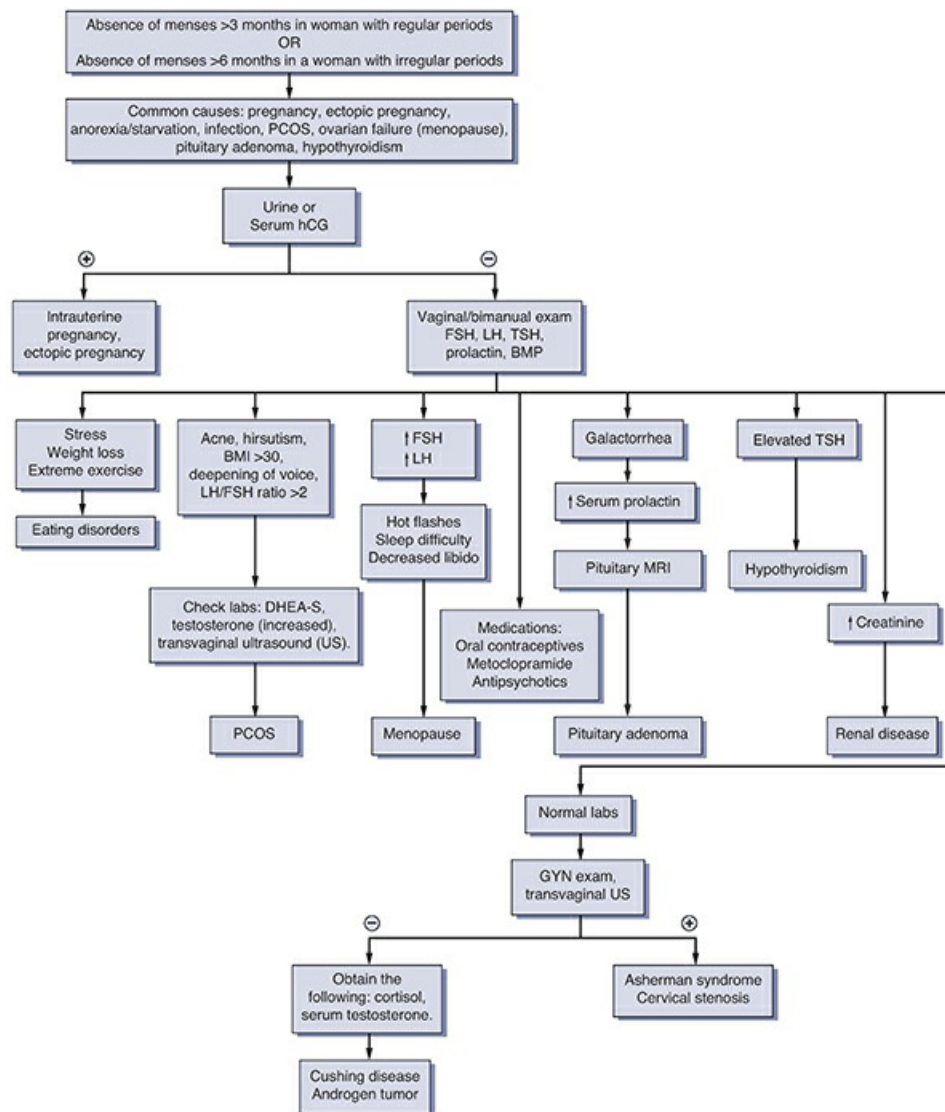 Absence of menses >3 months in woman with regular periods
OR
Absence of menses >6 months in a woman with irregular periods
Common causes: pregnancy, ectopic pregnancy,
anorexia/starvation, infection, PCOS, ovarian failure (menopause),
pituitary adenoma, hypothyroidism
Urine or
Serum hCG
+
−
Intrauterine
pregnancy,
ectopic pregnancy
Vaginal/bimanual exam
FSH, LH, TSH,
prolactin, BMP
Stress
Weight loss
Extreme exercise
Eating disorders
Acne, hirsutism,
BMI >30,
deepening of voice,
LH/FSH ratio >2
Check labs: DHEA-S,
testosterone (increased),
transvaginal ultrasound (US).
PCOS
↑ FSH
↑ LH
Hot flashes
Sleep difficulty
Decreased libido
Menopause
Medications:
Oral contraceptives
Metoclopramide
Antipsychotics
Galactorrhea
↑ Serum prolactin
Pituitary MRI
Pituitary adenoma
Elevated TSH
Hypothyroidism
↑ Creatinine
Renal disease
Normal labs
GYN exam,
transvaginal US
−
+
Obtain the
following: cortisol,
serum testosterone.
Cushing disease
Androgen tumor
Asherman syndrome
Cervical stenosis